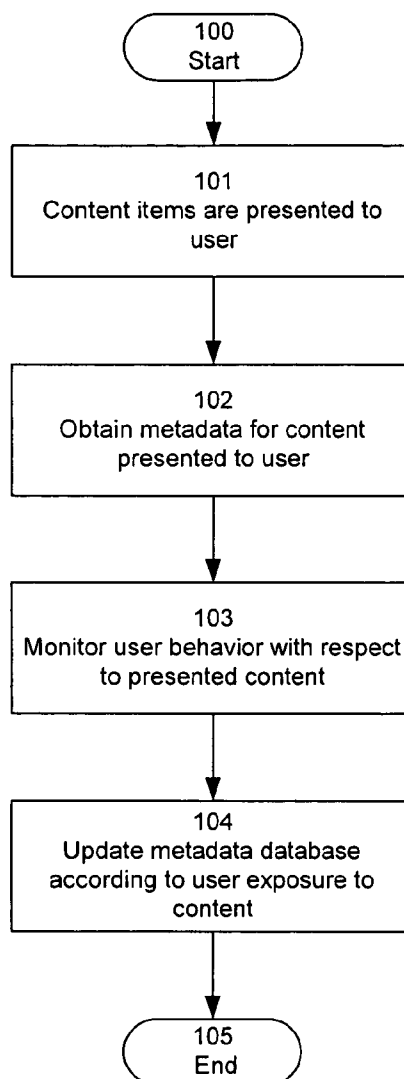 100
Start
101
Content items are presented to
user
102
Obtain metadata for content
presented to user
103
Monitor user behavior with respect
to presented content
104
Update metadata database
according to user exposure to
content
105
End